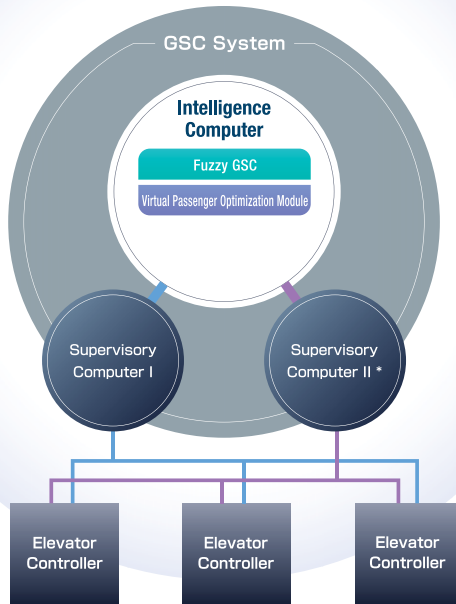 GSC System
Intelligence
Computer
Fuzzy GSC
Virtual Passenger Optimization Module
Supervisory
Computer I
Supervisory
Computer II *
Elevator
Controller
Elevator
Controller
Elevator
Controller